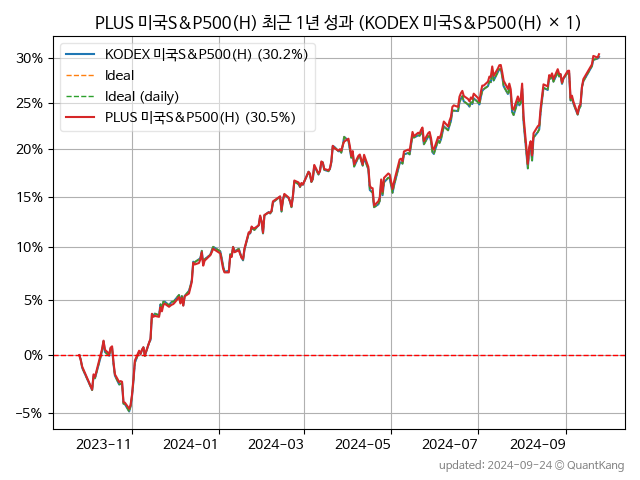 PLUS 미국S&P500(H) 최근 1년 성과 (KODEX 미국S&P500(H) × 1)
KODEX 미국S&P500(H) (30.2%)
Ideal
Ideal (daily)
PLUS 미국S&P500(H) (30.5%)
30%
25%
20%
15%
10%
5%
0%
−5%
2023−11 2024−01 2024−03 2024−05 2024−07 2024−09
updated: 2024-09-24 © QuantKang